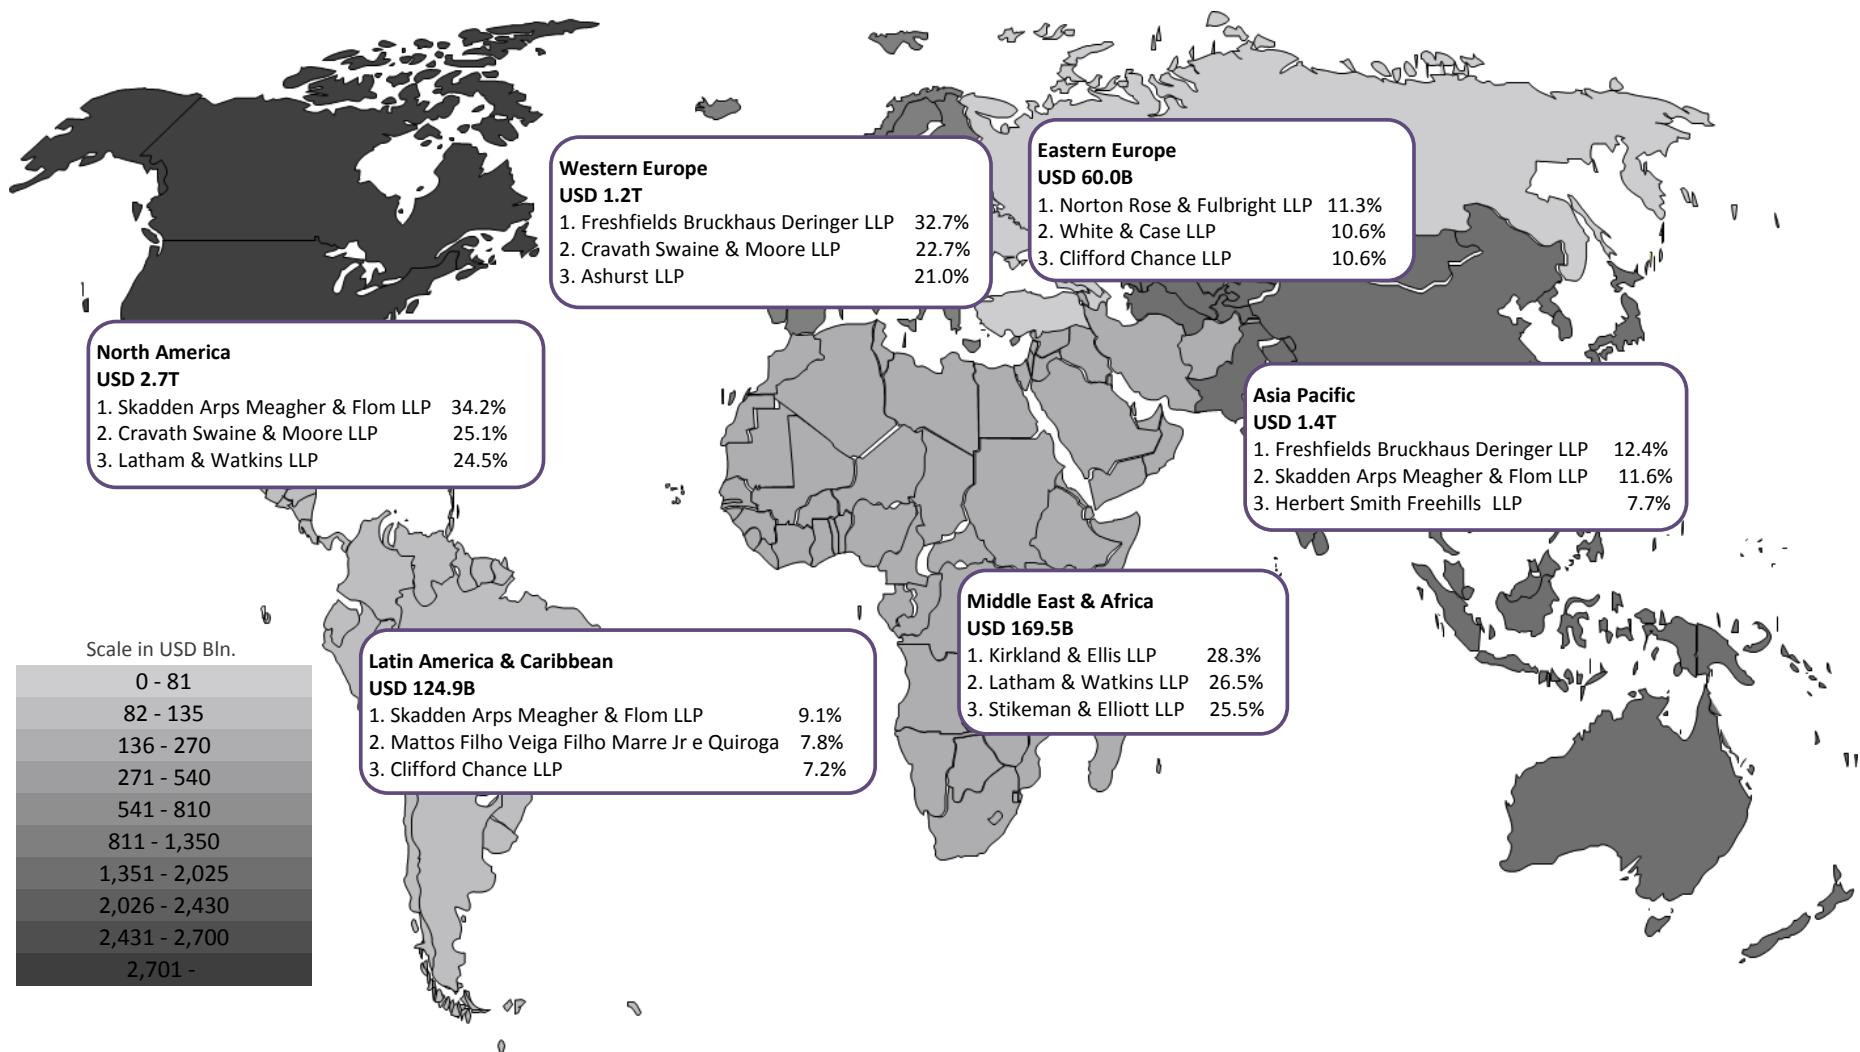 Western Europe
USD 1.2T
1. Freshfields Bruckhaus Deringer LLP 32.7%
2. Cravath Swaine & Moore LLP 22.7%
3. Ashurst LLP 21.0%
Eastern Europe
USD 60.0B
1. Norton Rose & Fulbright LLP 11.3%
2. White & Case LLP 10.6%
3. Clifford Chance LLP 10.6%
North America
USD 2.7T
1. Skadden Arps Meagher & Flom LLP 34.2%
2. Cravath Swaine & Moore LLP 25.1%
3. Latham & Watkins LLP 24.5%
Asia Pacific
USD 1.4T
1. Freshfields Bruckhaus Deringer LLP 12.4%
2. Skadden Arps Meagher & Flom LLP 11.6%
3. Herbert Smith Freehills LLP 7.7%
Middle East & Africa
USD 169.5B
1. Kirkland & Ellis LLP 28.3%
2. Latham & Watkins LLP 26.5%
3. Stikeman & Elliott LLP 25.5%
Latin America & Caribbean
USD 124.9B
1. Skadden Arps Meagher & Flom LLP 9.1%
2. Mattos Filho Veiga Filho Marre Jr e Quiroga 7.8%
3. Clifford Chance LLP 7.2%
Scale in USD Bln.
0 - 81
82 - 135
136 - 270
271 - 540
541 - 810
811 - 1,350
1,351 - 2,025
2,026 - 2,430
2,431 - 2,700
2,701 -